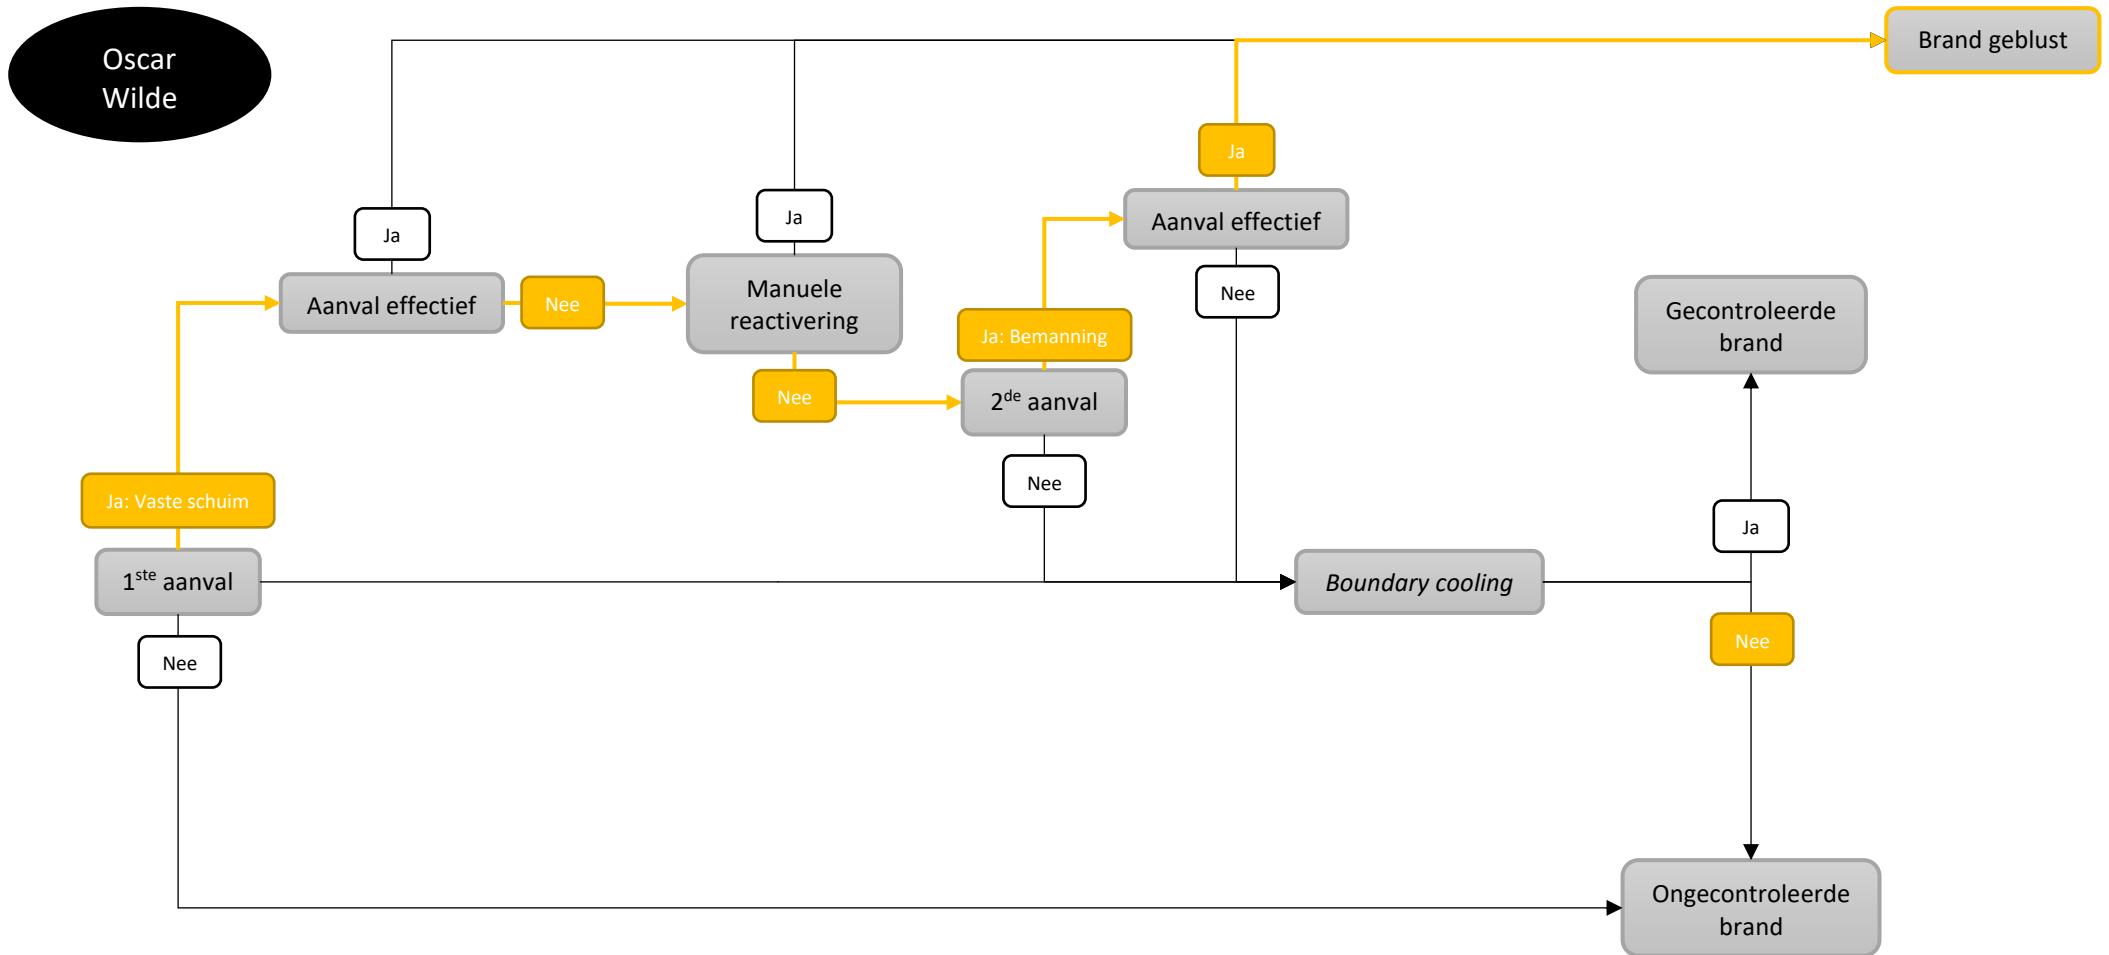 Oscar
Wilde
Brand geblust
Ja
Ja
Ja
Aanval effectief
Aanval effectief
Nee
Manuele
reactivering
Nee
Ja: Bemanning
Nee
2de aanval
Nee
Gecontroleerde
brand
Ja: Vaste schuim
1ste aanval
Nee
Boundary cooling
Ja
Nee
Ongecontroleerde
brand